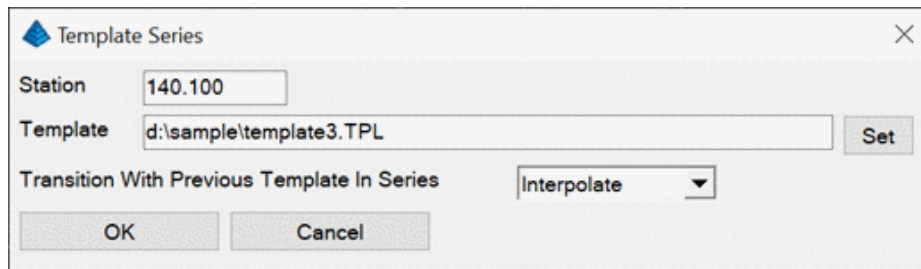 Template Series
Station 140.100
Template d:\sample\template3.TPL Set
Transition With Previous Template In Series Interpolate
OK Cancel